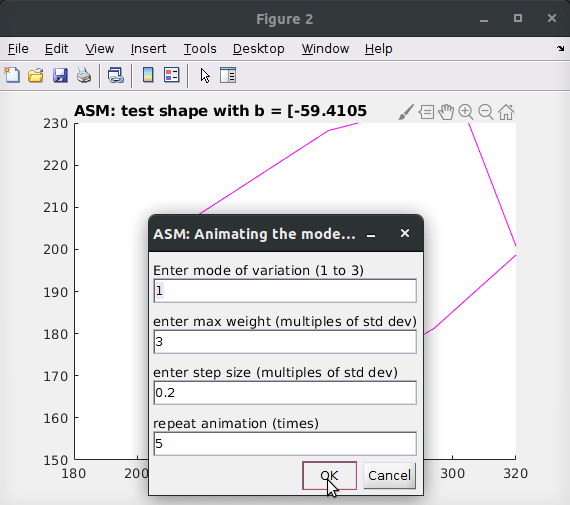 Figure 2
File Edit View Insert Tools Desktop Window Help
ASM: test shape with b = [-59.4105
230
220
210
200
190
180
170
160
150
180
200
300
320
ASM: Animating the mode...
Enter mode of variation (1 to 3)
1
enter max weight (multiples of std dev)
3
enter step size (multiples of std dev)
0.2
repeat animation (times)
5
OK Cancel